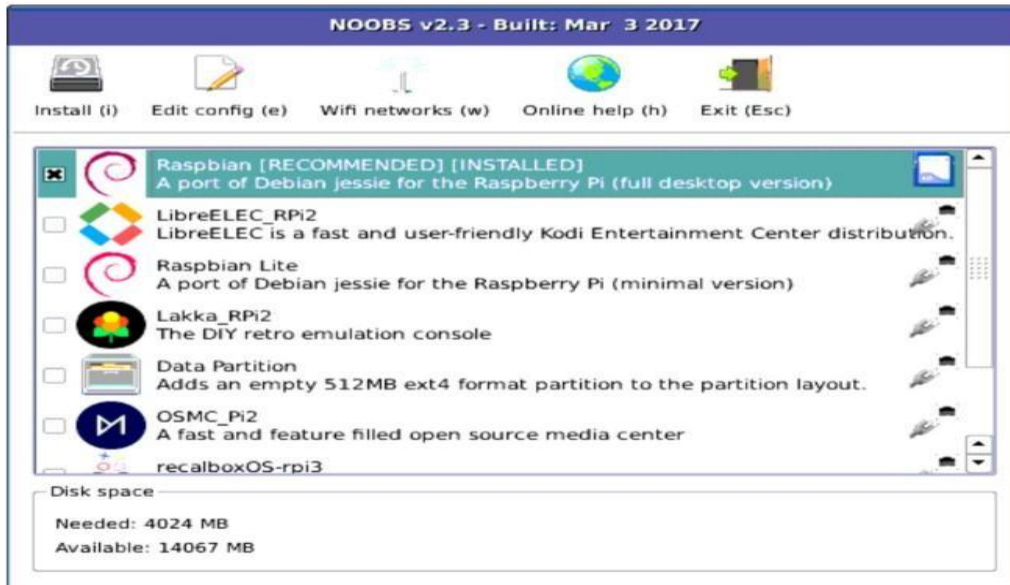 NOOBS v2.3 - Built: Mar 3 2017
Install (i) Edit config (e) Wifi networks (w) Online help (h) Exit (Esc)
Raspbian [RECOMMENDED] [INSTALLED]
A port of Debian jessie for the Raspberry Pi (full desktop version)
LibreELEC_RPi2
LibreELEC is a fast and user-friendly Kodi Entertainment Center distribution.
Raspbian Lite
A port of Debian jessie for the Raspberry Pi (minimal version)
Lakka_RPi2
The DIY retro emulation console
Data Partition
Adds an empty 512MB ext4 format partition to the partition layout.
OSMC_Pi2
A fast and feature filled open source media center
recalboxOS-rpi3
Disk space
Needed: 4024 MB
Available: 14067 MB